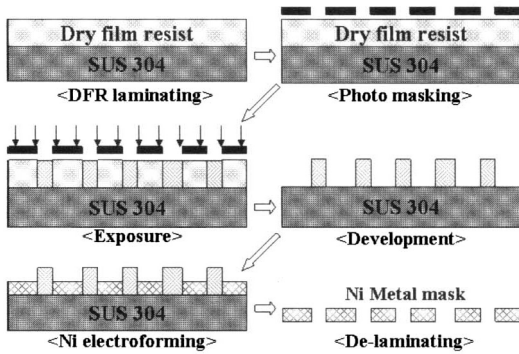 Dry film resist
SUS 304
<DFR laminating>
Dry film resist
SUS 304
<Photo masking>
SUS 304
<Exposure>
SUS 304
<Development>
SUS 304
<Ni electroforming>
Ni Metal mask
<De-laminating>